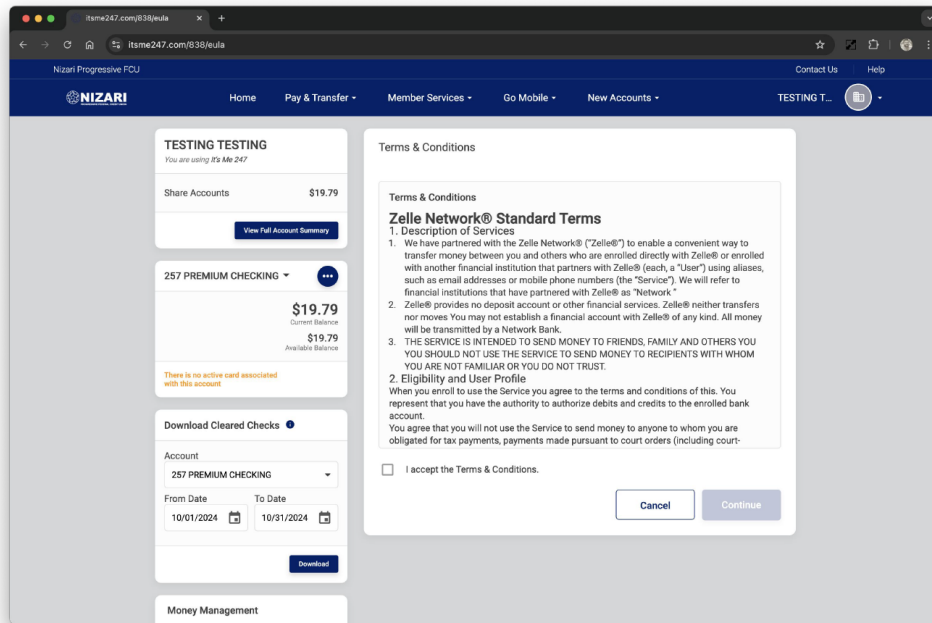 itsme247.com/838/eula
itsme247.com/838/eula
Nizari Progressive FCU
Contact Us
Help
NIZARI
Home
Pay & Transfer
Member Services
Go Mobile
New Accounts
TESTING T...
TESTING TESTING
You are using It's Me 247
Share Accounts $19.79
View Full Account Summary
257 PREMIUM CHECKING
$19.79
Current Balance
$19.79
Available Balance
There is no active card associated
with this account
Download Cleared Checks
Account
257 PREMIUM CHECKING
From Date To Date
10/01/2024 10/31/2024
Download
Money Management
Terms & Conditions
Terms & Conditions
Zelle Network® Standard Terms
1. Description of Services
1. We have partnered with the Zelle Network® ("Zelle®") to enable a convenient way to
transfer money between you and others who are enrolled directly with Zelle® or enrolled
with another financial institution that partners with Zelle® (each, a "User") using aliases,
such as email addresses or mobile phone numbers (the "Service"). We will refer to
financial institutions that have partnered with Zelle® as "Network "
2. Zelle® provides no deposit account or other financial services. Zelle® neither transfers
nor moves You may not establish a financial account with Zelle® of any kind. All money
will be transmitted by a Network Bank.
3. THE SERVICE IS INTENDED TO SEND MONEY TO FRIENDS, FAMILY AND OTHERS YOU
YOU SHOULD NOT USE THE SERVICE TO SEND MONEY TO RECIPIENTS WITH WHOM
YOU ARE NOT FAMILIAR OR YOU DO NOT TRUST.
2. Eligibility and User Profile
When you enroll to use the Service you agree to the terms and conditions of this. You
represent that you have the authority to authorize debits and credits to the enrolled bank
account.
You agree that you will not use the Service to send money to anyone to whom you are
obligated for tax payments, payments made pursuant to court orders (including court-
I accept the Terms & Conditions.
Cancel
Continue